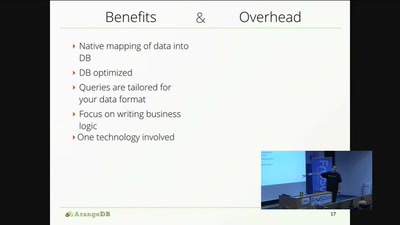 Benefits & Overhead
Native mapping of data into
DB
DB optimized
Queries are tailored for
your data format
Focus on writing business
logic
One technology involved
ArangoDB
17